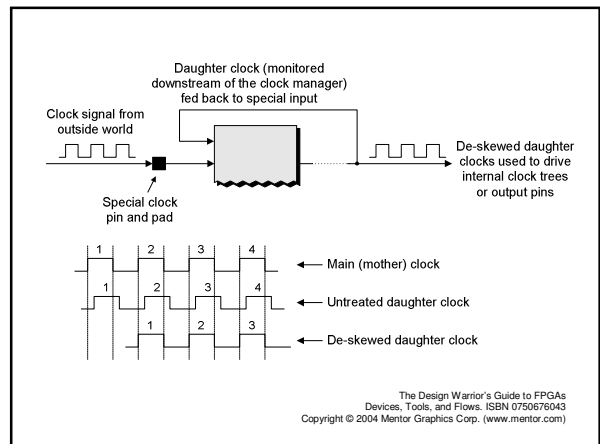 Daughter clock (monitored
downstream of the clock manager)
fed back to special input
Clock signal from
outside world
De-skewed daughter
clocks used to drive
internal clock trees
or output pins
Special clock
pin and pad
1 2 3 4
Main (mother) clock
1 2 3 4
Untreated daughter clock
1 2 3
De-skewed daughter clock
The Design Warrior's Guide to FPGAs
Devices, Tools, and Flows. ISBN 0750676043
Copyright © 2004 Mentor Graphics Corp. (www.mentor.com)